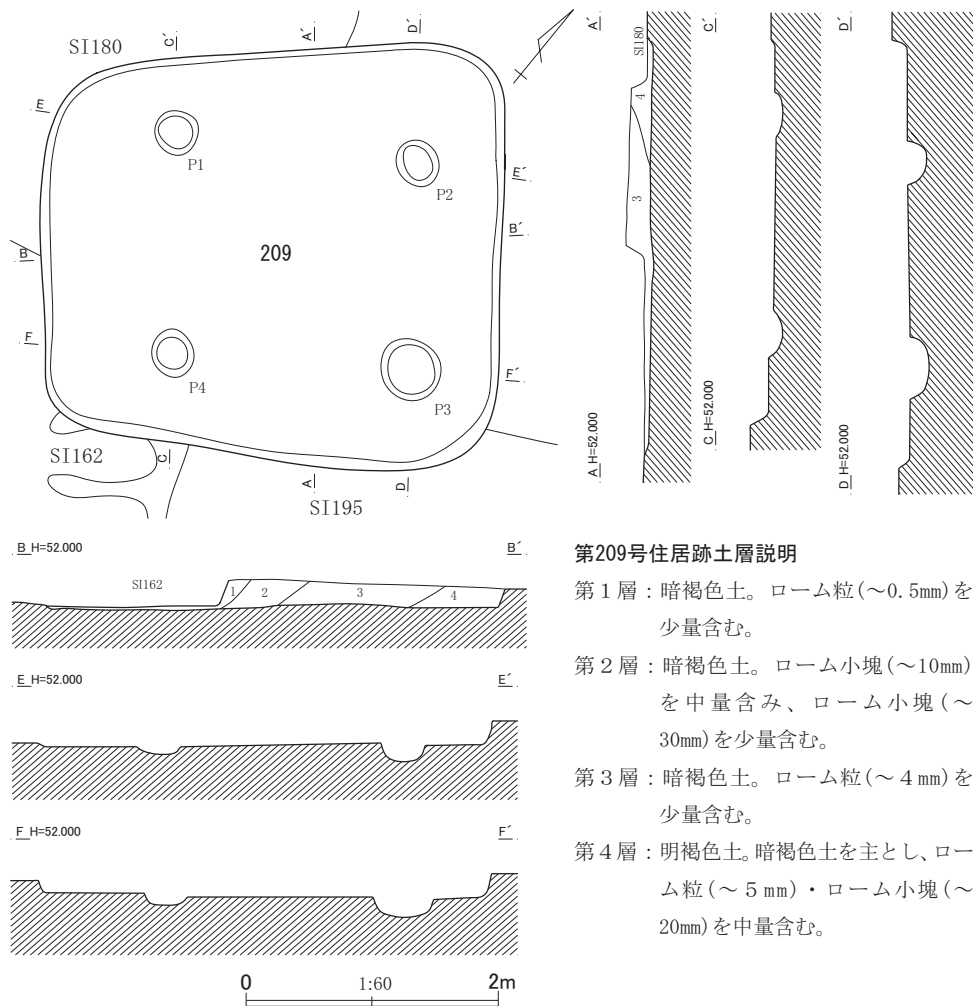 SI180
C′
A′
D′
E
P1
P2
E′
B′
209
B
F
P4
P3
F′
SI162
C
A
D
SI195
A′
SI180
4
3
A H=52.000
C′
C H=52.000
D′
D H=52.000
B H=52.000
B′
SI162
1
2
3
4
E H=52.000
E′
F H=52.000
F′
0
1:60
2m
第209号住居跡土層説明
第1層：暗褐色土。ローム粒(～0.5mm)を
少量含む。
第2層：暗褐色土。ローム小塊(～10mm)
を中量含み、ローム小塊(～
30mm)を少量含む。
第3層：暗褐色土。ローム粒(～4mm)を
少量含む。
第4層：明褐色土。暗褐色土を主とし、ロー
ム粒(～5mm)・ローム小塊(～
20mm)を中量含む。